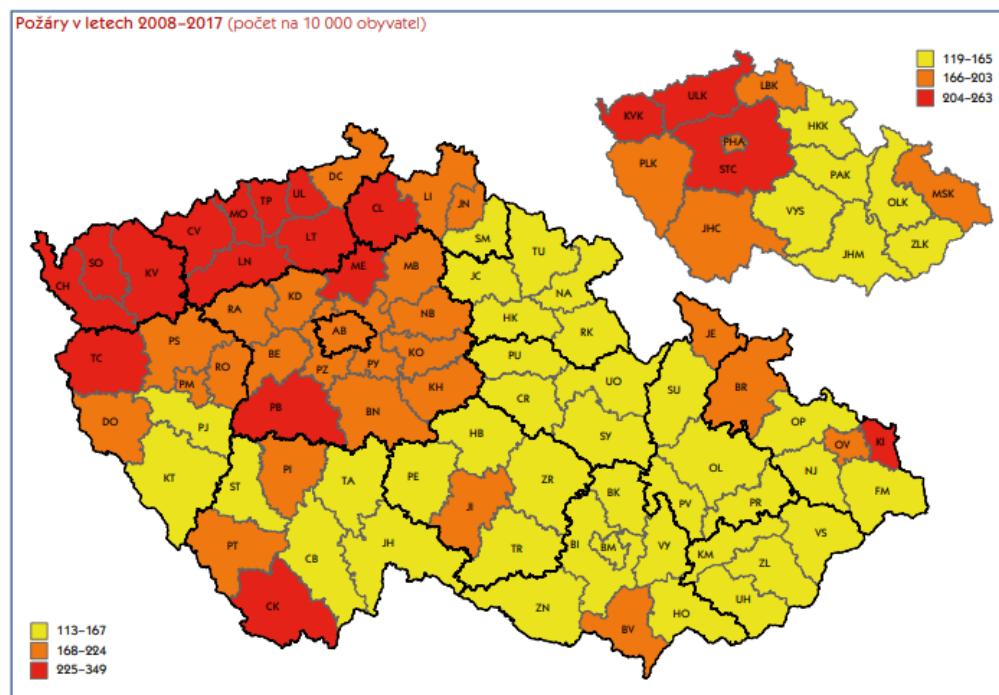 Požáry v letech 2008–2017 (počet na 10 000 obyvatel)
119–165
166–203
204–263
LBK
ULK
KVK
HKK
PHA
PLK
STC
PAK
MSK
OLK
VYS
JHC
JHM
ZLK
DC
LI
JN
UL
TP
MO
CL
CV
LT
SM
TU
SO
KV
LN
ME
MB
JC
CH
NA
KD
RA
NB
HK
RK
AB
JE
PS
BE
KO
PU
TC
RO
PZ
PY
PM
KH
UO
SU
BR
CR
PB
BN
DO
PJ
HB
SY
OP
OV
KI
KT
ST
PI
TA
PE
ZR
OL
NJ
FM
BK
JI
PV
PR
VS
PT
CB
JH
TR
BI
BM
VY
KM
ZL
CK
ZN
HO
UH
BV
113–167
168–224
225–349